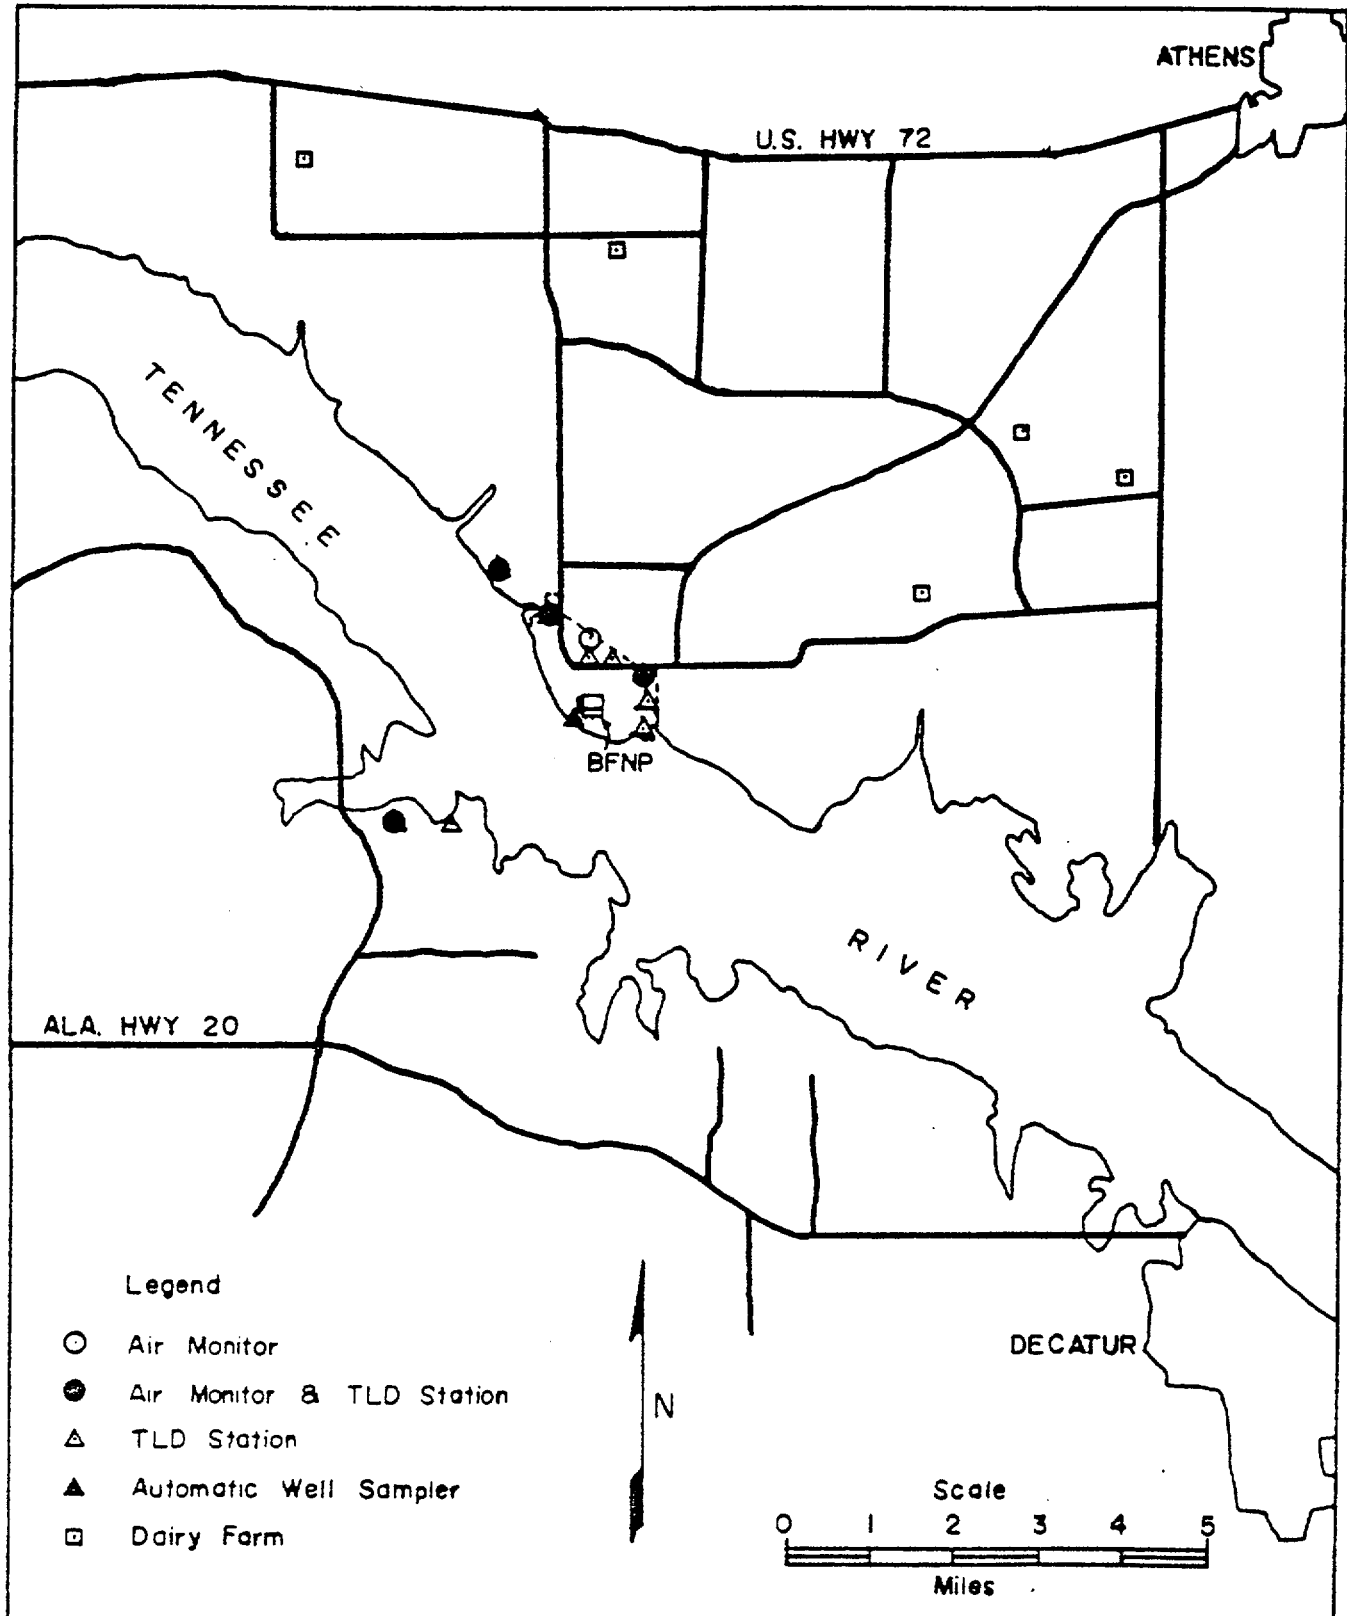 ATHENS
U.S. HWY 72
TENNESSEE
BFNP
RIVER
ALA. HWY 20
Legend
Air Monitor
Air Monitor & TLD Station
TLD Station
Automatic Well Sampler
Dairy Farm
N
DECATUR
Scale
0 1 2 3 4 5
Miles